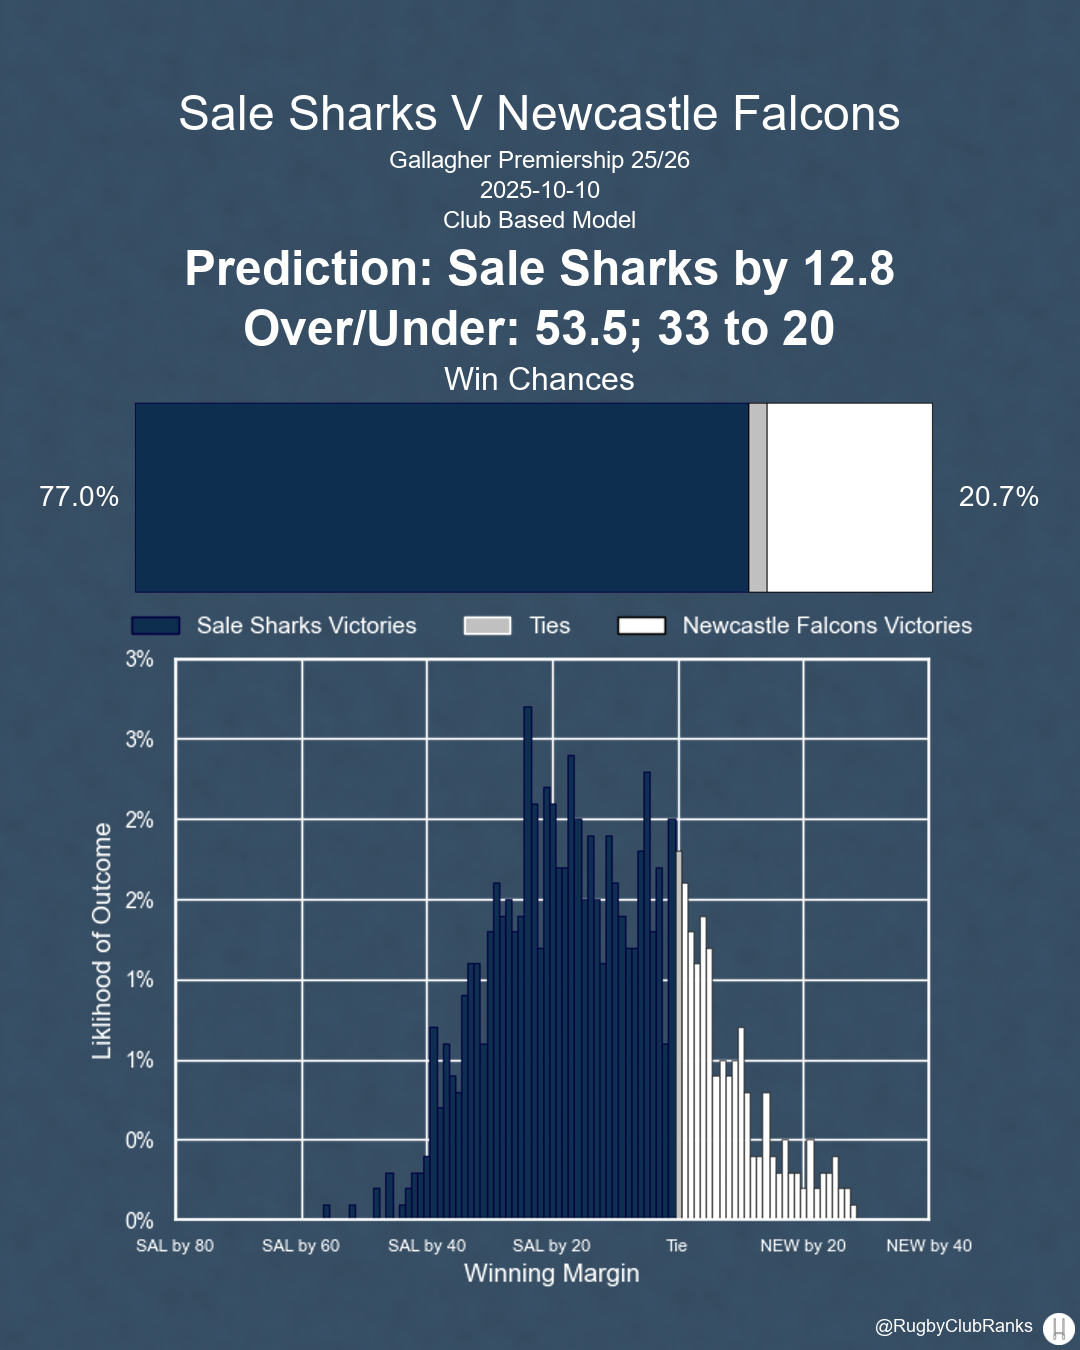 Sale Sharks V Newcastle Falcons
Gallagher Premiership 25/26
2025-10-10
Club Based Model
Prediction: Sale Sharks by 12.8
Over/Under: 53.5; 33 to 20
Win Chances
77.0%
20.7%
Sale Sharks Victories
Ties
Newcastle Falcons Victories
3%
3%
2%
2%
1%
1%
0%
0%
Liklihood of Outcome
SAL by 80
SAL by 60
SAL by 40
SAL by 20
Tie
NEW by 20
NEW by 40
Winning Margin
@RugbyClubRanks